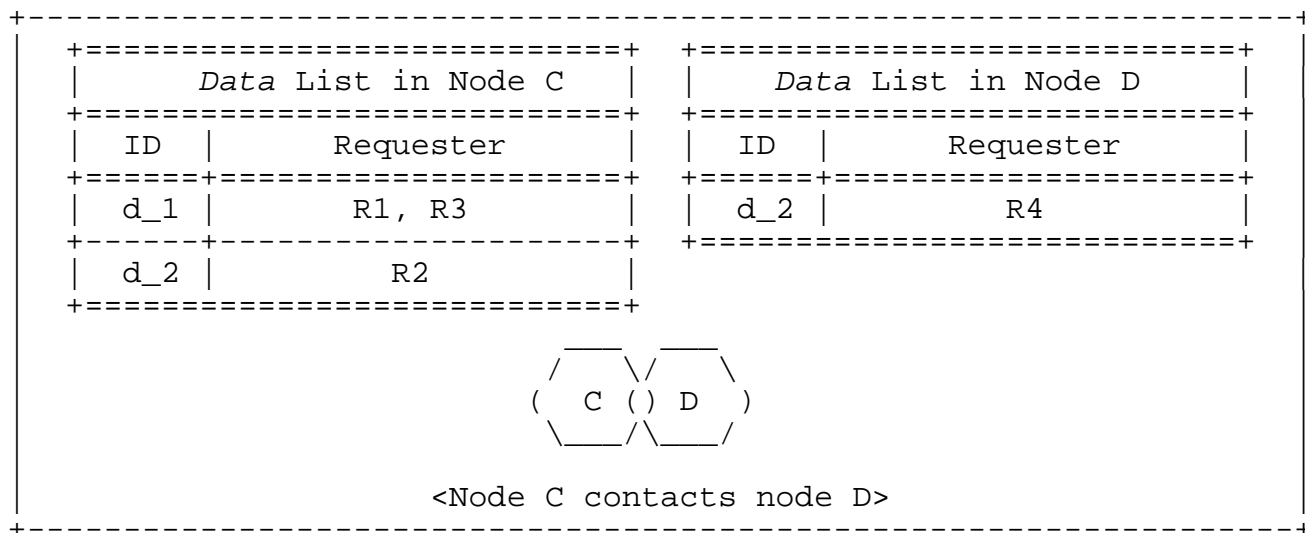 Data List in Node C Data List in Node D
ID Requester ID Requester
d_1 R1, R3 d_2 R4
d_2 R2
C D
<Node C contacts node D>